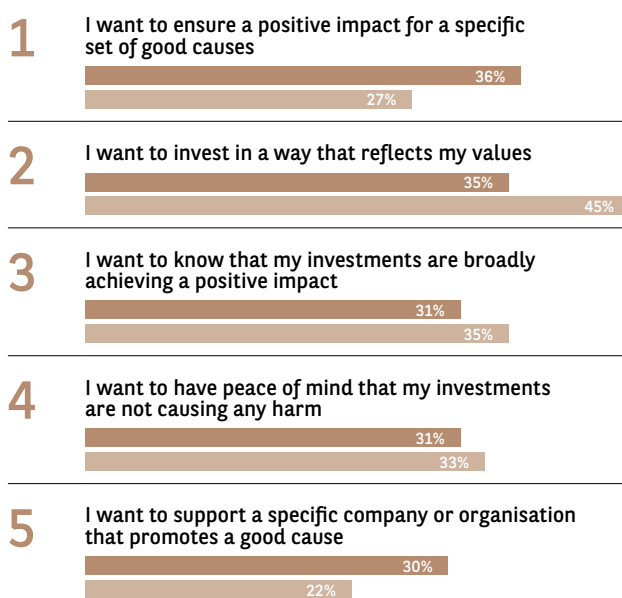 1
I want to ensure a positive impact for a specific
set of good causes
36%
27%
2
I want to invest in a way that reflects my values
35%
45%
3
I want to know that my investments are broadly
achieving a positive impact
31%
35%
4
I want to have peace of mind that my investments
are not causing any harm
31%
33%
5
I want to support a specific company or organisation
that promotes a good cause
30%
22%